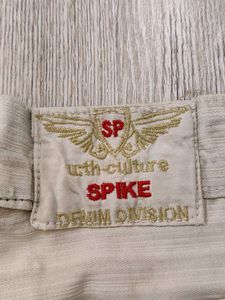 SP
urth-culture
SPIKE
DENIM DIVISION